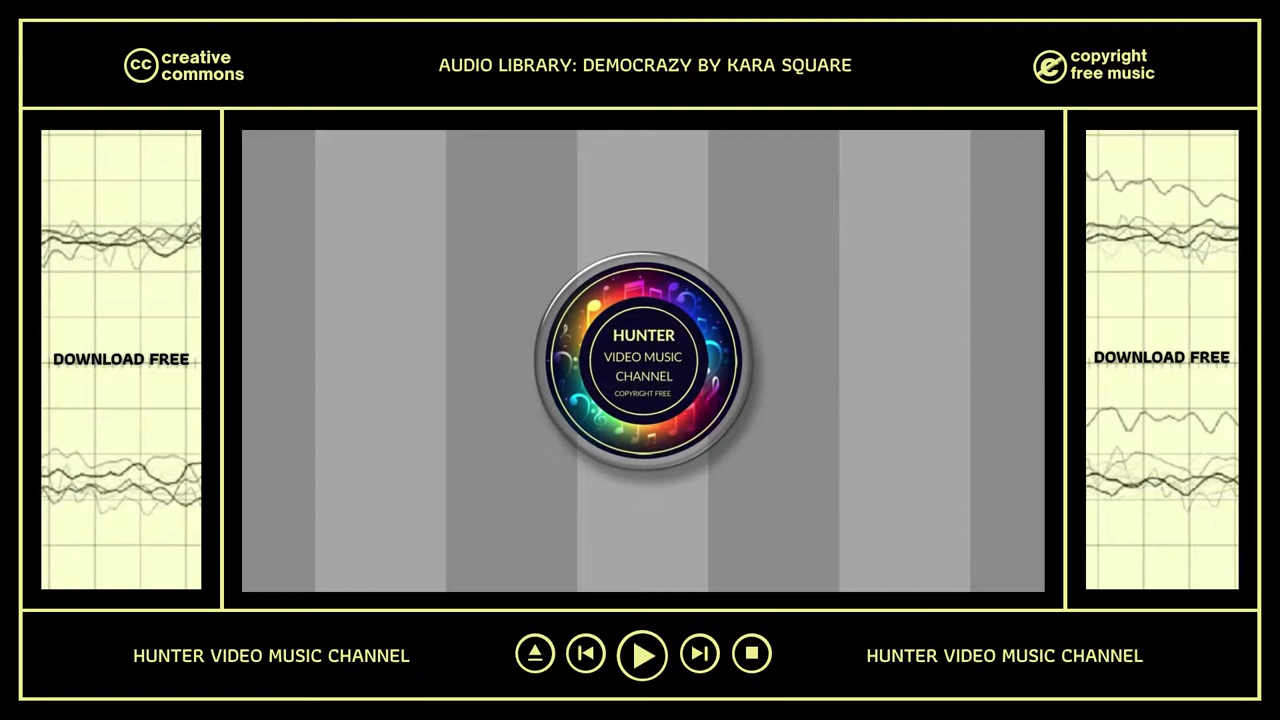 creative
commons
AUDIO LIBRARY: DEMOCRAZY BY KARA SQUARE
copyright
free music
DOWNLOAD FREE
HUNTER
VIDEO MUSIC
CHANNEL
COPYRIGHT FREE
DOWNLOAD FREE
HUNTER VIDEO MUSIC CHANNEL
HUNTER VIDEO MUSIC CHANNEL